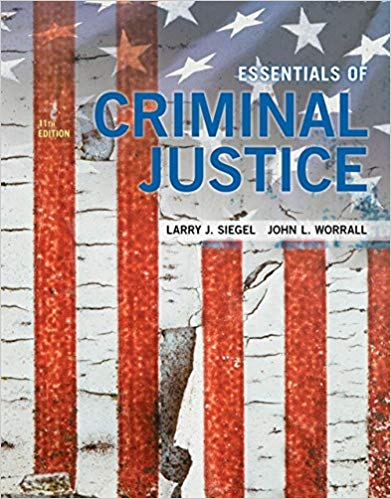 ESSENTIALS OF
11TH
EDITION
CRIMINAL
JUSTICE
LARRY J. SIEGEL JOHN L. WORRALL